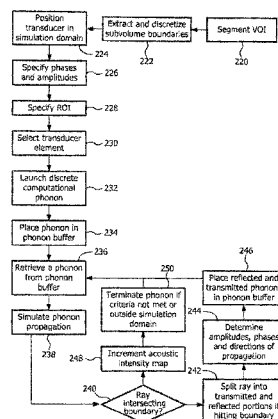 Position
transducer in
simulation domain
Extract and discretize
subvolume boundaries
Segment VOI
224
222
220
Specify phases and
amplitudes
226
Specify ROI
228
Select transducer
element
230
Launch discrete
computational
phonon
232
Place phonon in
phonon buffer
234
236
Retrieve a phonon
from phonon
buffer
Simulate phonon
propagation
238
250
Terminate phonon if
criteria not met or
outside simulation
domain
248
Increment acoustic
intensity map
240
Ray
intersecting
boundary?
246
Place reflected and
transmitted phonon
in phonon buffer
244
Determine
amplitudes, phases
and directions of
propagation
242
Split ray into
transmitted and
reflected portions if
hitting boundary